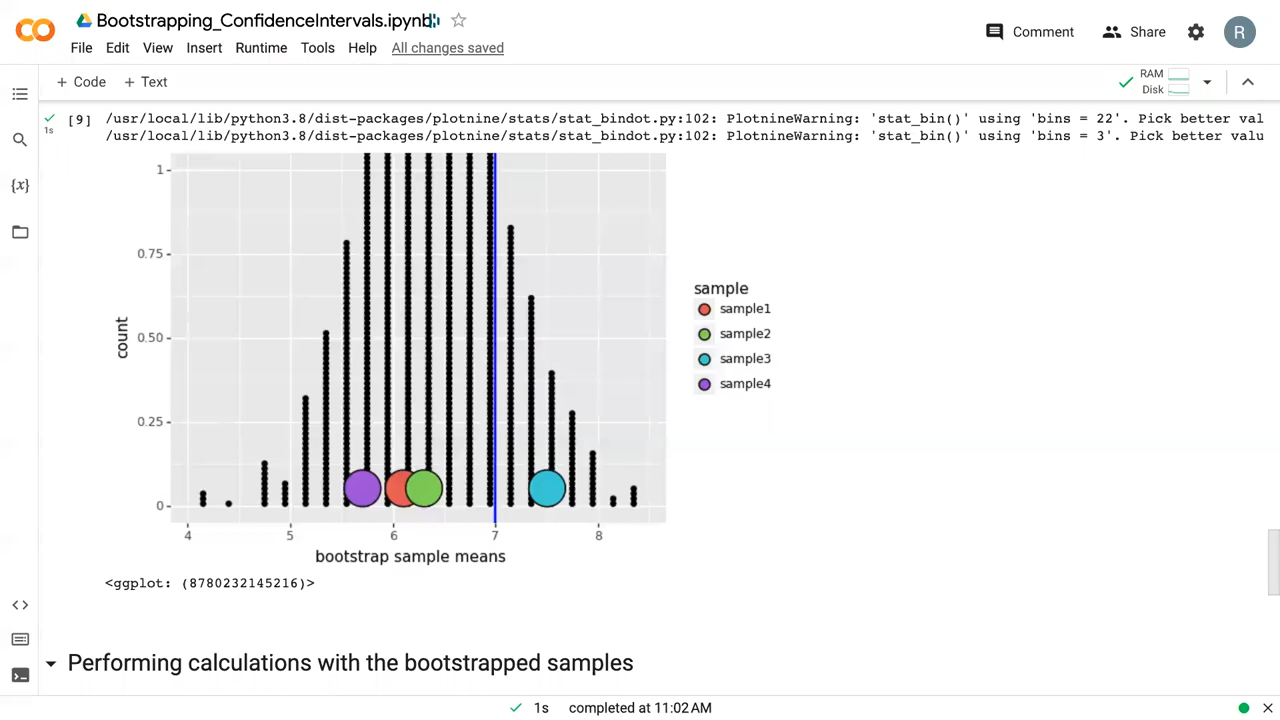 Bootstrapping_ConfidenceIntervals.ipynb
File Edit View Insert Runtime Tools Help All changes saved
Comment Share R
+ Code + Text
RAM
Disk
1s
[9] /usr/local/lib/python3.8/dist-packages/plotnine/stats/stat_bindot.py:102: PlotnineWarning: 'stat_bin()' using 'bins = 22'. Pick better val
/usr/local/lib/python3.8/dist-packages/plotnine/stats/stat_bindot.py:102: PlotnineWarning: 'stat_bin()' using 'bins = 3'. Pick better valu
{x}
1
0.75
0.50
0.25
0
count
4 5 6 7 8
bootstrap sample means
sample
sample1
sample2
sample3
sample4
<ggplot: (8780232145216)>
Performing calculations with the bootstrapped samples
1s completed at 11:02 AM